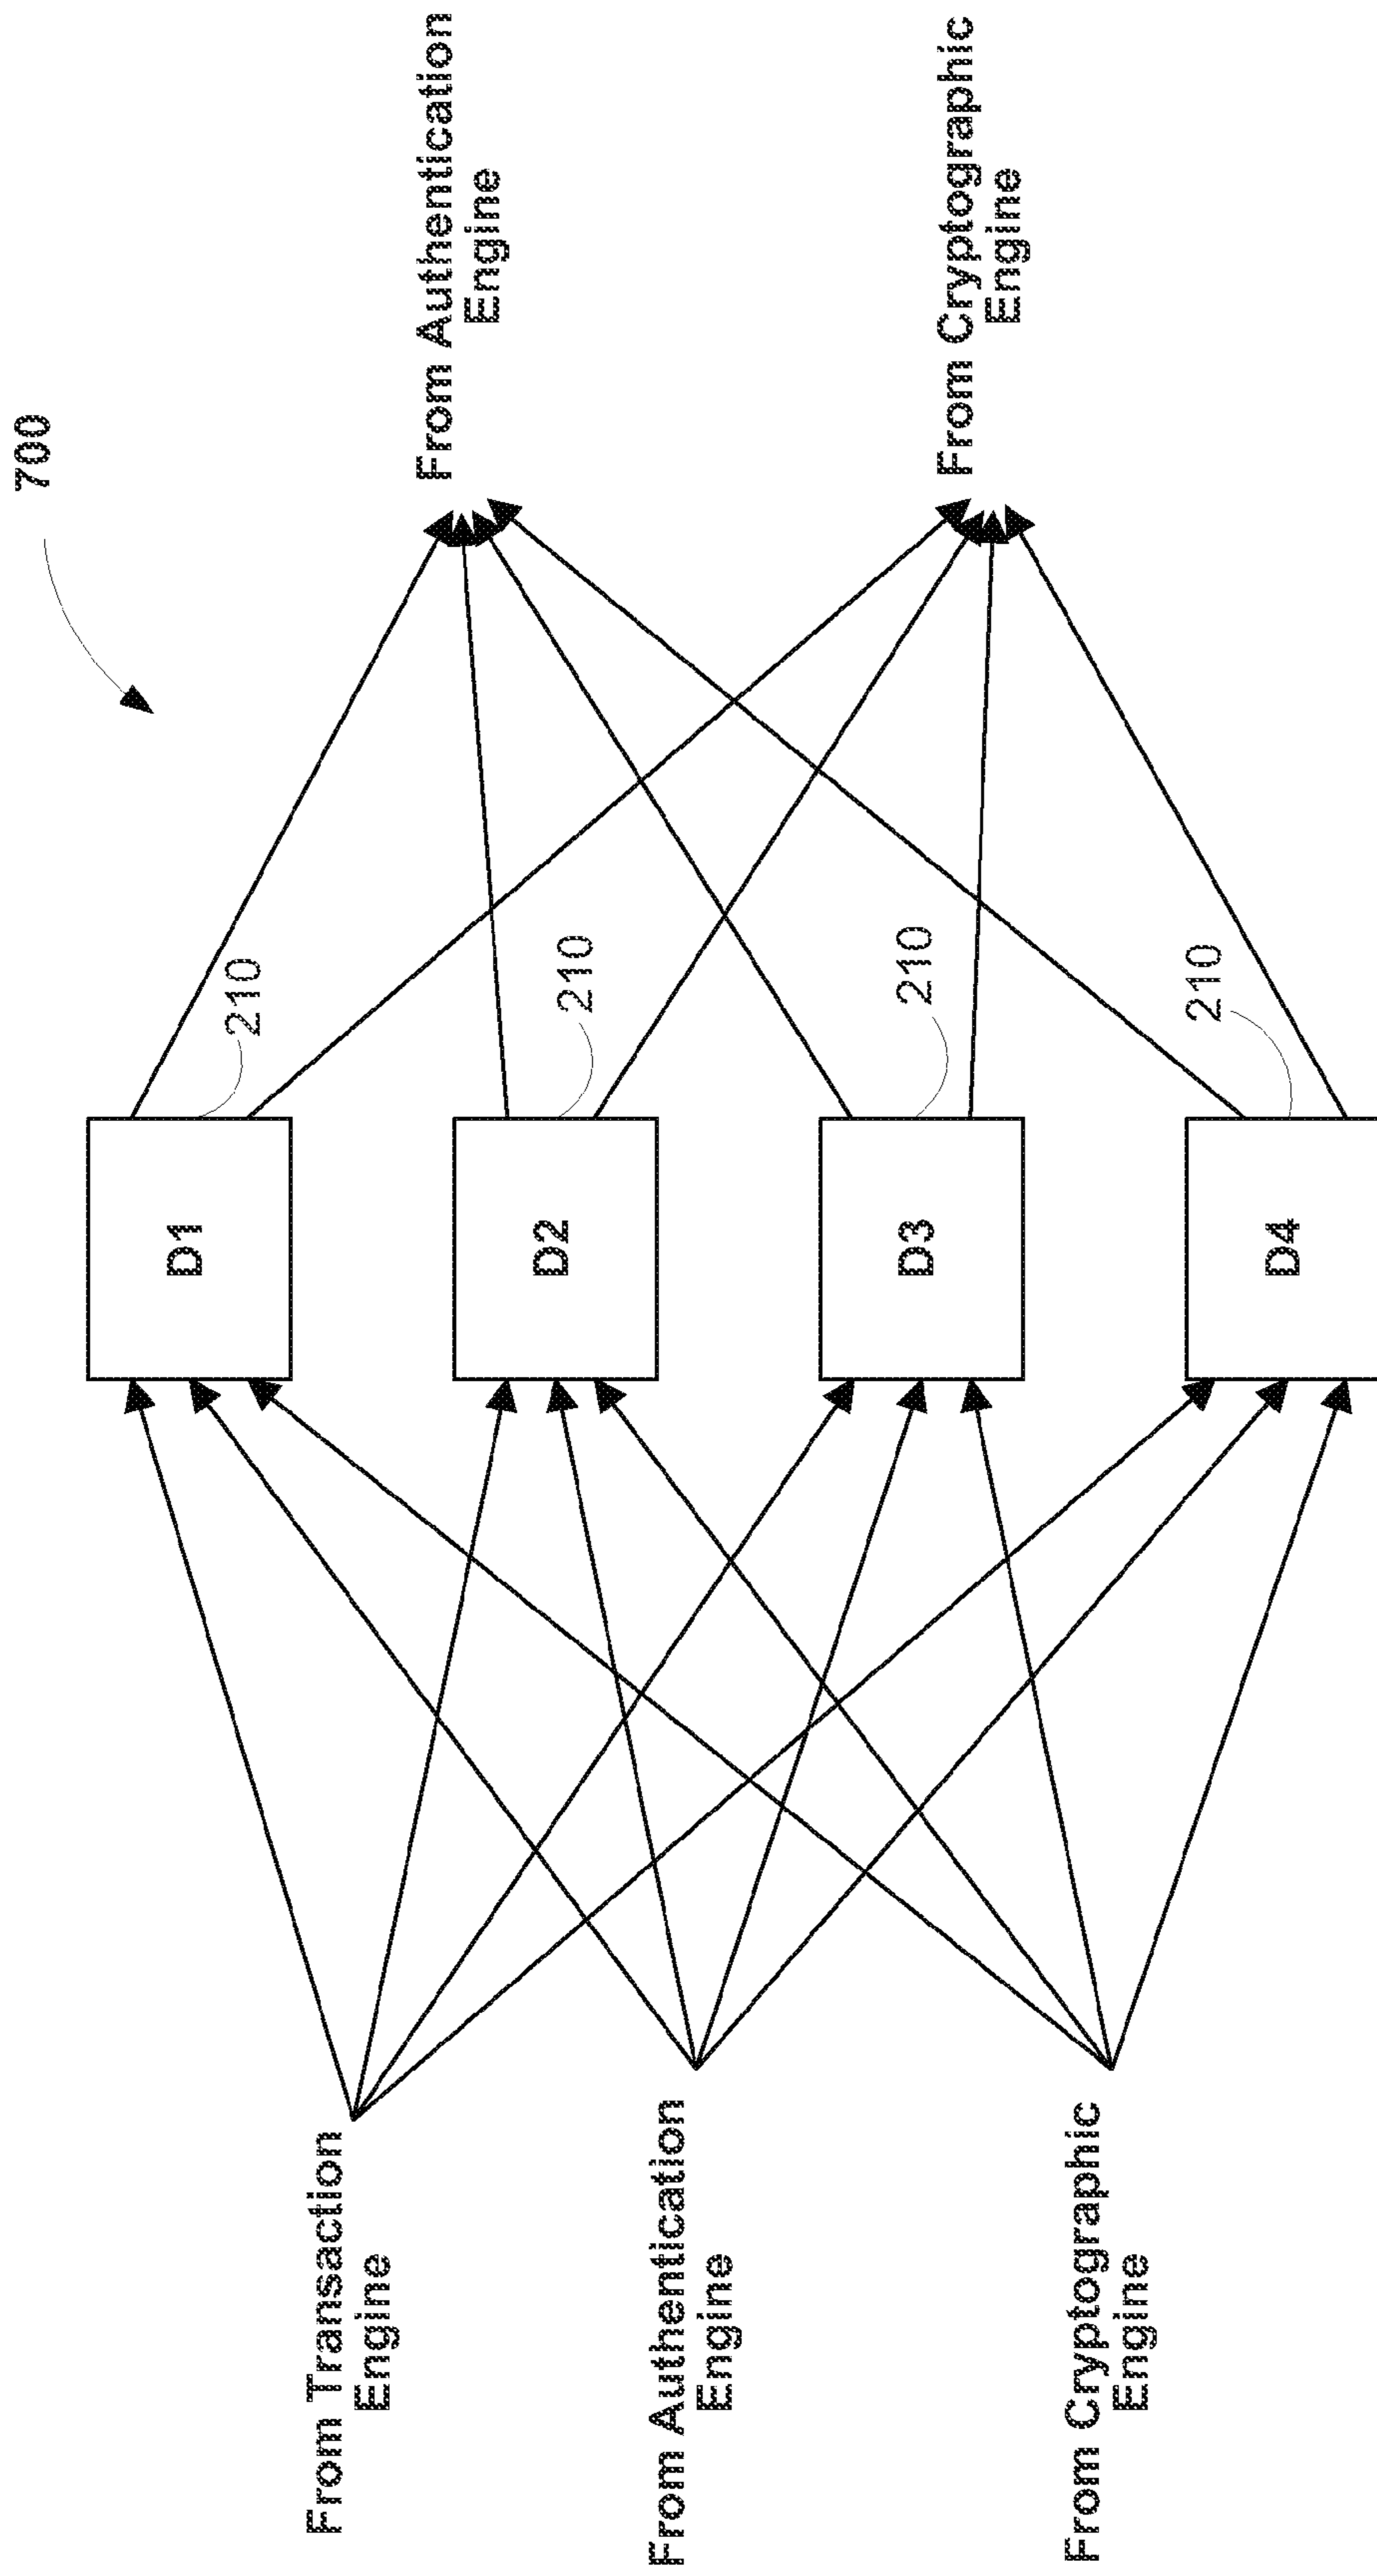 700
From Transaction
Engine
From Authentication
Engine
From Cryptographic
Engine
D1
210
D2
210
D3
210
D4
210
From Authentication
Engine
From Cryptographic
Engine